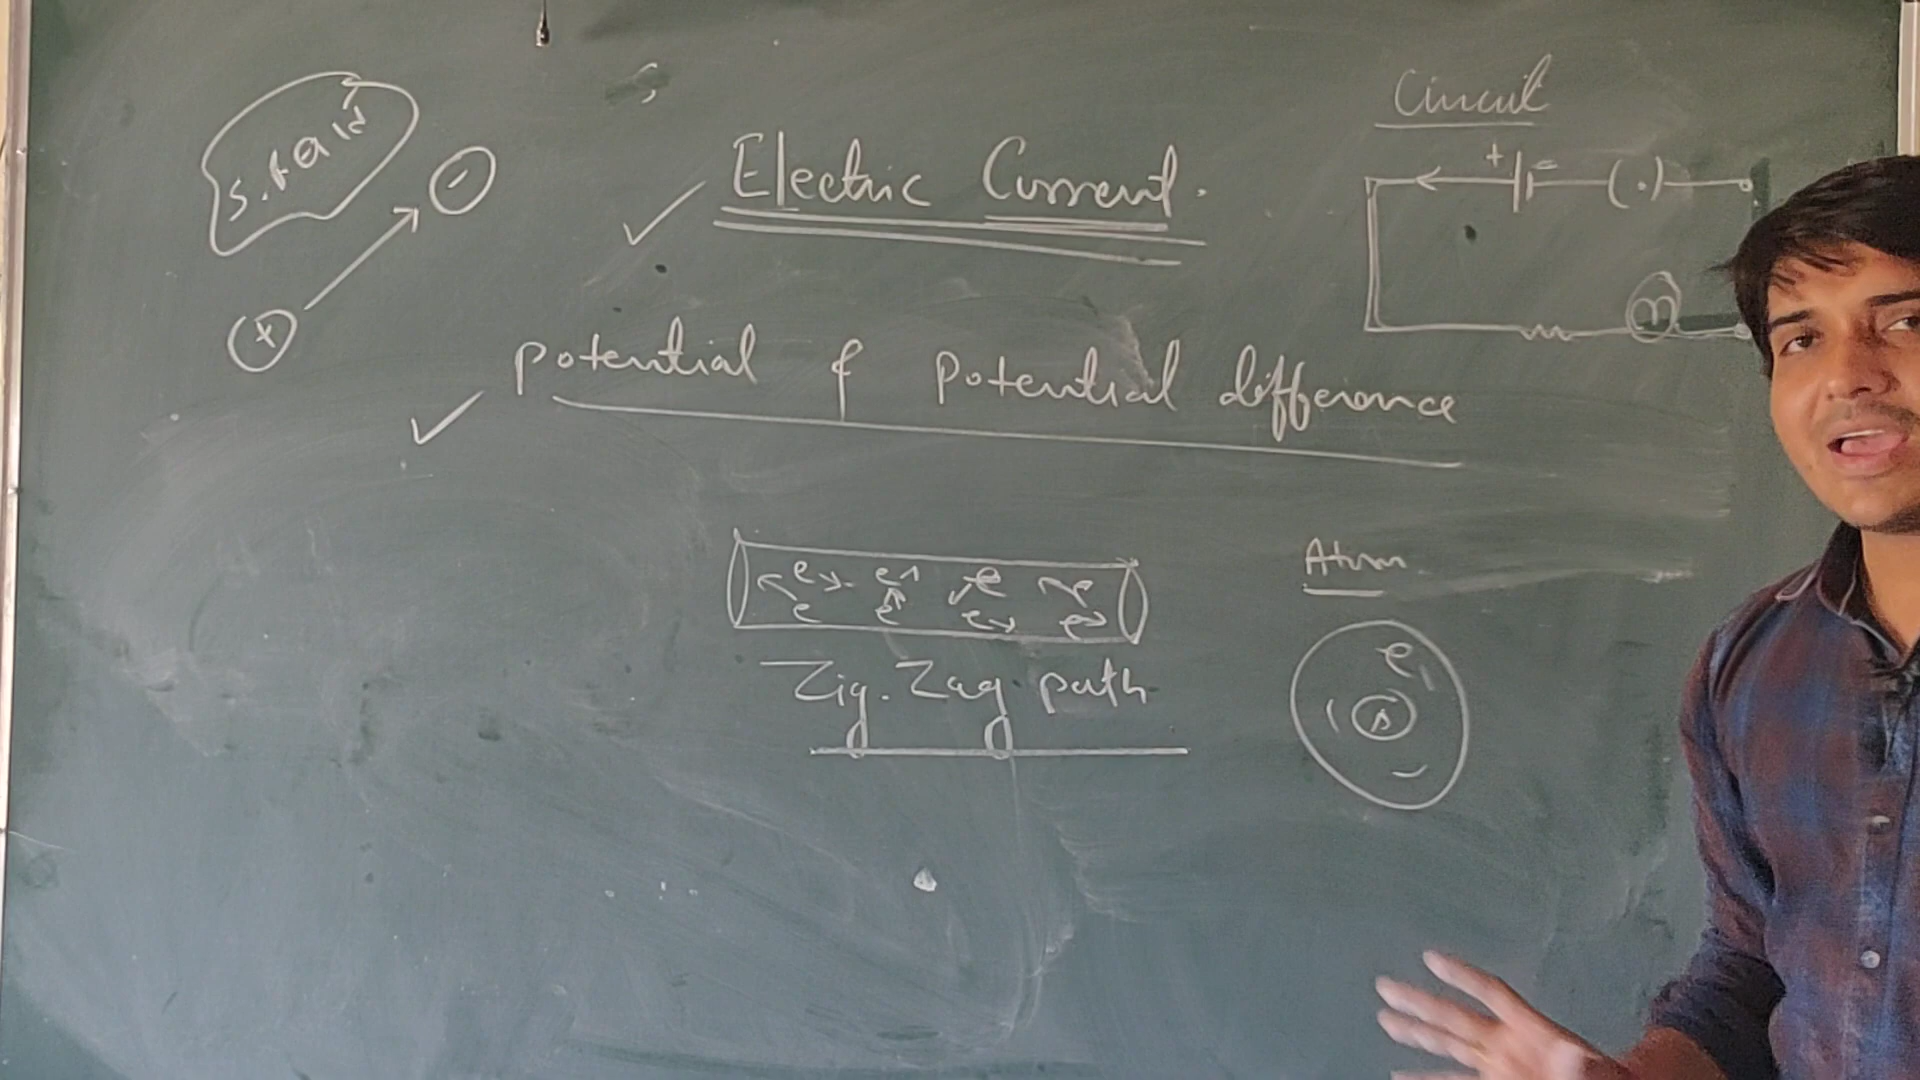 Circuit
Electric Current.
+
(.)
-
+
m
potential & potential difference
e e e e
e e e e
Atom
e
Zig-Zag path